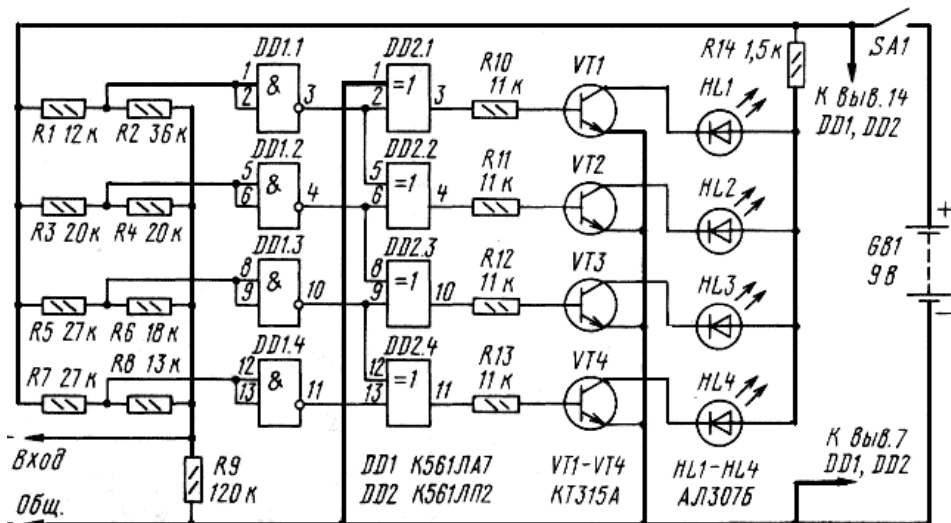 DD1.1 DD2.1
R14 1,5к SA1
1 & 1 =1 R10 VT1
2 3 2 3 11 к HL1 К выв.14
DD1, DD2
R1 12 к R2 36 к
DD1.2 DD2.2
5 & 5 =1 R11 VT2
6 4 6 4 11 к HL2
+
R3 20 к R4 20 к
DD1.3 DD2.3
GB1
9 В
8 & 8 =1 R12 VT3
9 10 9 10 11 к HL3
−
R5 27 к R6 18 к
R7 27 к R8 13 к
DD1.4 DD2.4
12 & 12 =1 R13 VT4
13 11 13 11 11 к HL4
К выв.7
DD1, DD2
Вход
R9
120 к
DD1 К561ЛА7 VT1-VT4 HL1-HL4
DD2 К561ЛП2 КТ315А АЛ307Б
Общ.